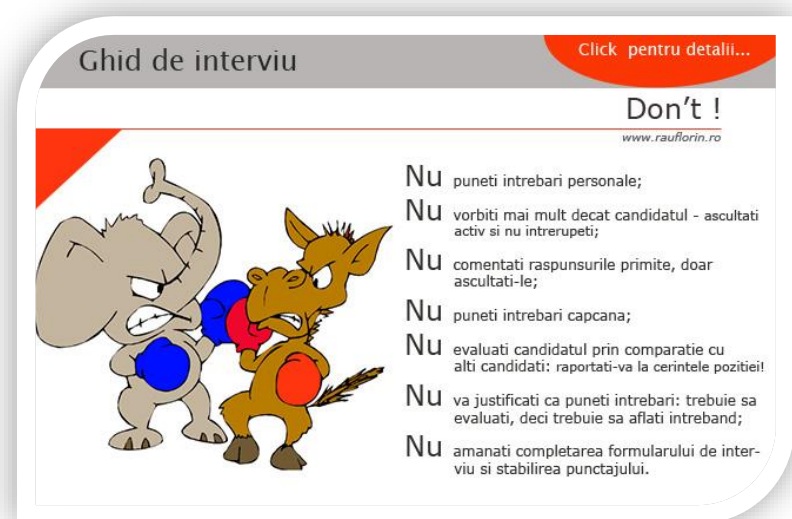 Ghid de interviu
Click pentru detalii...
Don't !
www.rauflorin.ro
Nu puneti intrebari personale;
Nu vorbiti mai mult decat candidatul - ascultati
activ si nu intrerupeti;
Nu comentati raspunsurile primite, doar
ascultati-le;
Nu puneti intrebari capcana;
Nu evaluati candidatul prin comparatie cu
alti candidati: raportati-va la cerintele pozitiei!
Nu va justificati ca puneti intrebari: trebuie sa
evaluati, deci trebuie sa aflati intreband;
Nu amanati completarea formularului de inter-
viu si stabilirea punctajului.